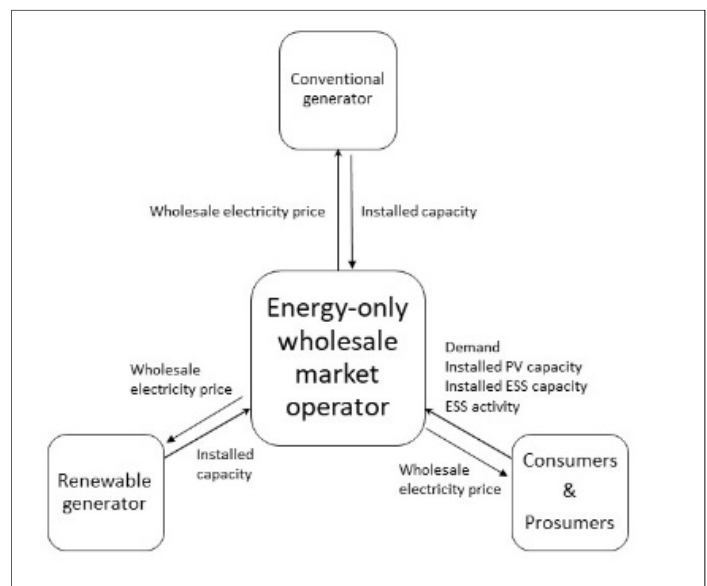 Conventional
generator
Wholesale electricity price
Installed capacity
Energy-only
wholesale
market
operator
Wholesale
electricity price
Installed
capacity
Renewable
generator
Demand
Installed PV capacity
Installed ESS capacity
ESS activity
Wholesale
electricity price
Consumers
&
Prosumers